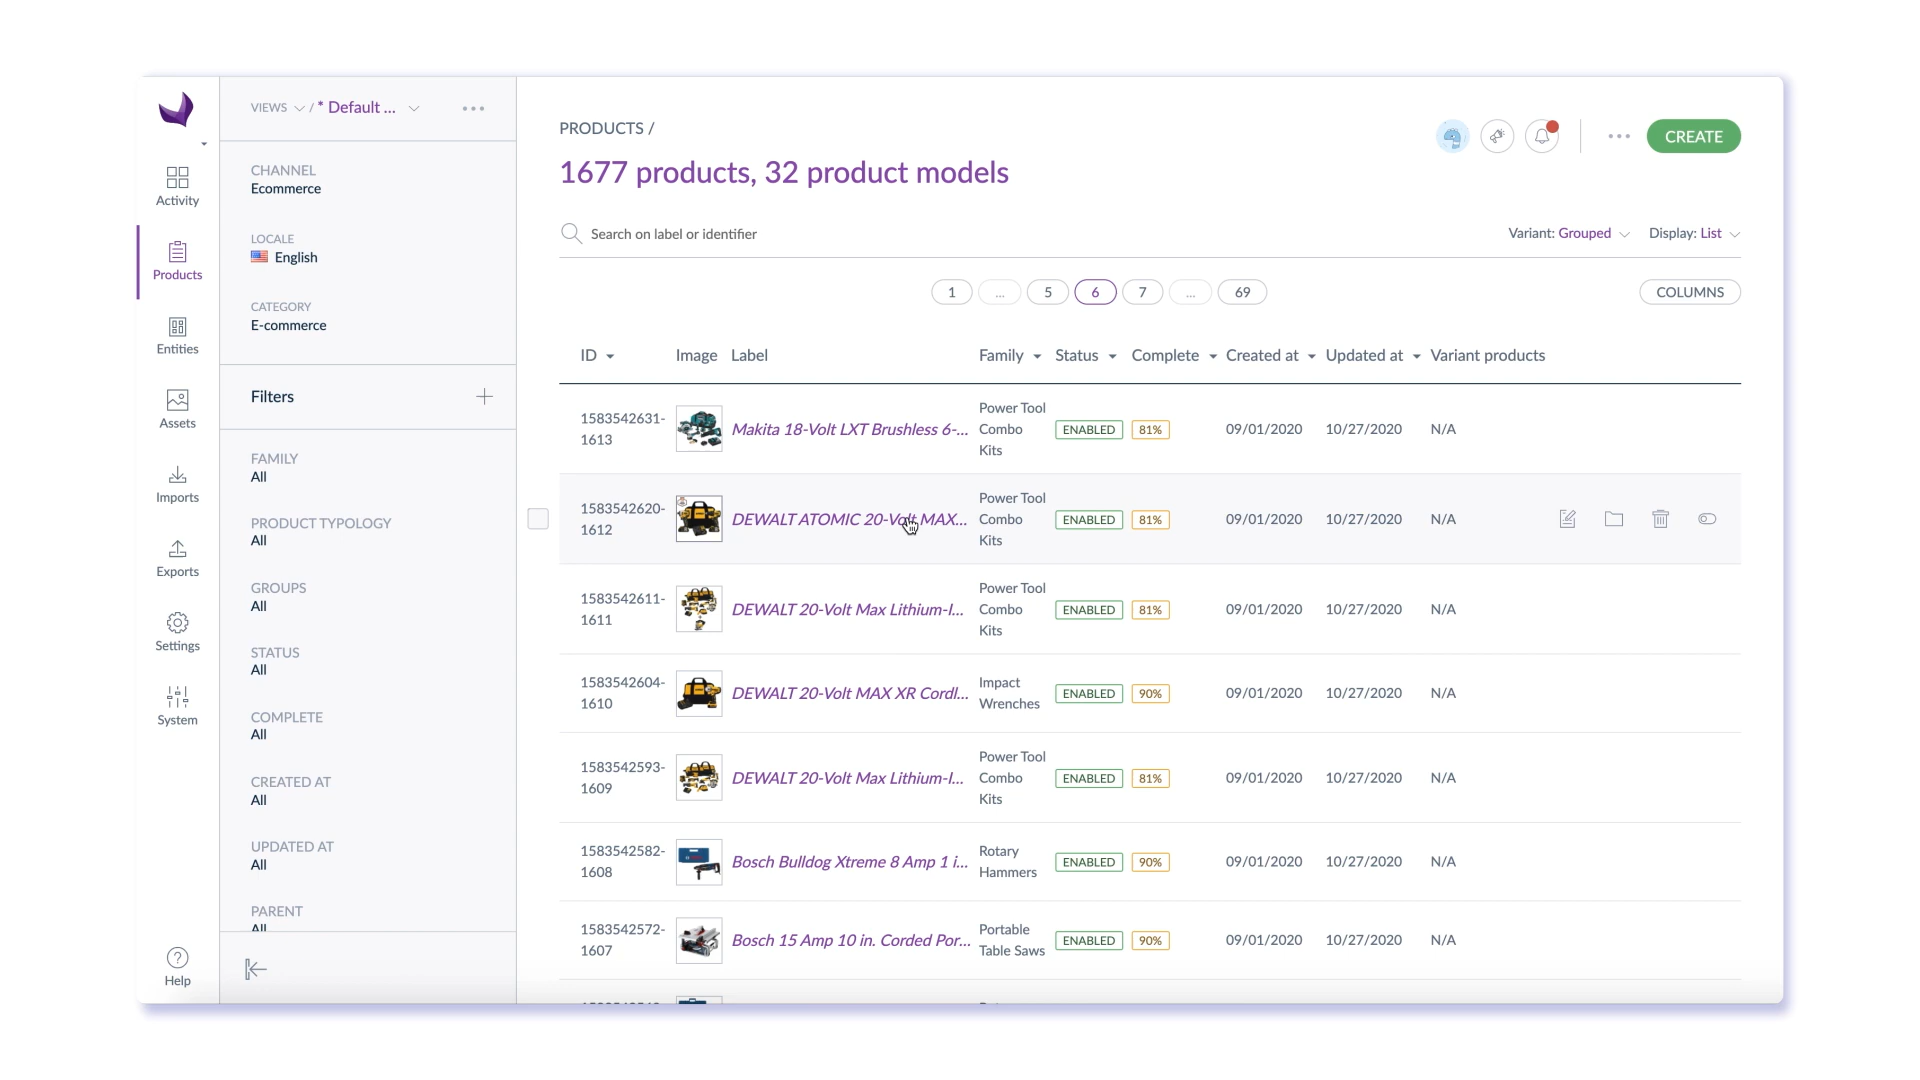 VIEWS / * Default ...
CHANNEL
Ecommerce
LOCALE
English
CATEGORY
E-commerce
Filters
FAMILY
All
PRODUCT TYPOLOGY
All
GROUPS
All
STATUS
All
COMPLETE
All
CREATED AT
All
UPDATED AT
All
PARENT
All
Activity
Products
Entities
Assets
Imports
Exports
Settings
System
Help
PRODUCTS /
CREATE
1677 products, 32 product models
Search on label or identifier
Variant: Grouped Display: List
1 ... 5 6 7 ... 69 COLUMNS
ID Image Label Family Status Complete Created at Updated at Variant products
1583542631-1613 Makita 18-Volt LXT Brushless 6-... Power Tool Combo Kits ENABLED 81% 09/01/2020 10/27/2020 N/A
1583542620-1612 DEWALT ATOMIC 20-Volt MAX... Power Tool Combo Kits ENABLED 81% 09/01/2020 10/27/2020 N/A
1583542611-1611 DEWALT 20-Volt Max Lithium-I... Power Tool Combo Kits ENABLED 81% 09/01/2020 10/27/2020 N/A
1583542604-1610 DEWALT 20-Volt MAX XR Cordl... Impact Wrenches ENABLED 90% 09/01/2020 10/27/2020 N/A
1583542593-1609 DEWALT 20-Volt Max Lithium-I... Power Tool Combo Kits ENABLED 81% 09/01/2020 10/27/2020 N/A
1583542582-1608 Bosch Bulldog Xtreme 8 Amp 1 i... Rotary Hammers ENABLED 90% 09/01/2020 10/27/2020 N/A
1583542572-1607 Bosch 15 Amp 10 in. Corded Por... Portable Table Saws ENABLED 90% 09/01/2020 10/27/2020 N/A